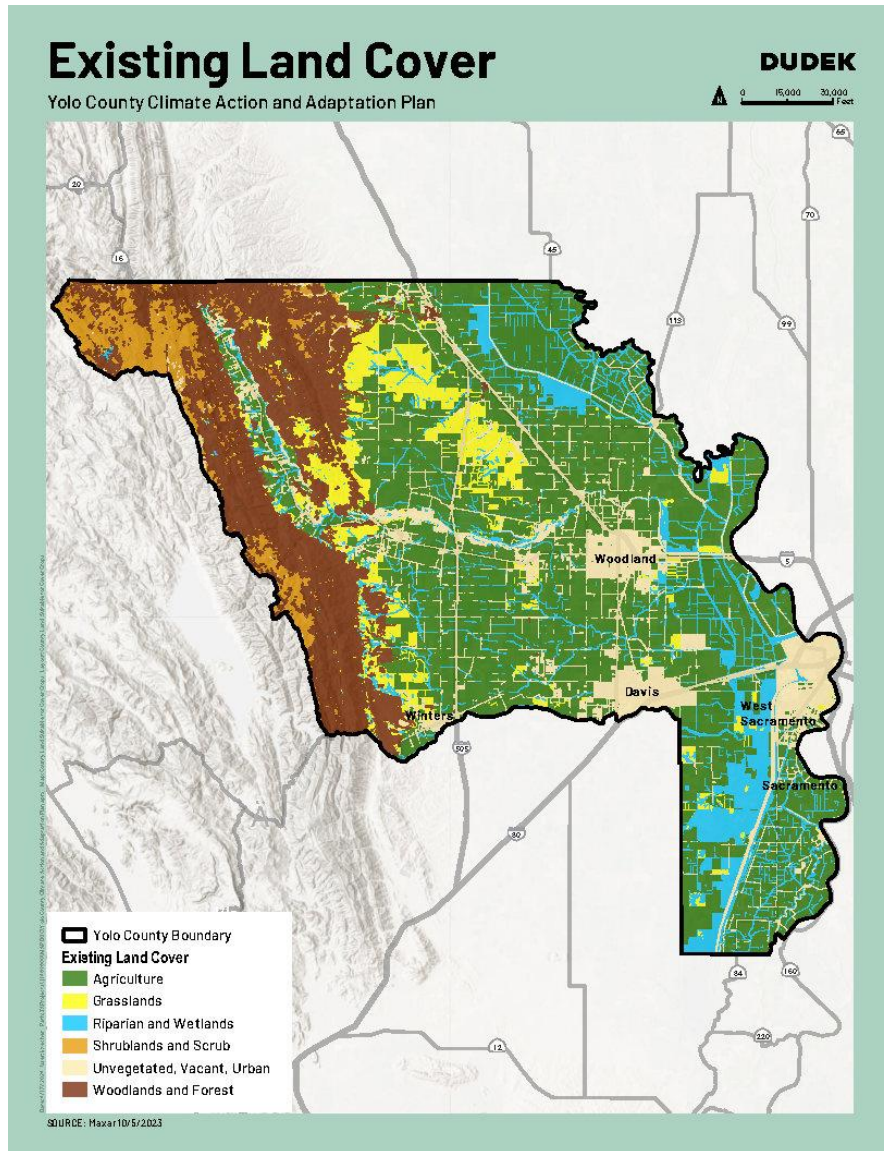 Existing Land Cover
DUDEK
Yolo County Climate Action and Adaptation Plan
N
0 15,000 30,000
Feet
65
20
70
16
45
113
99
Woodland
5
Davis
West
Sacramento
Winters
505
Sacramento
80
Yolo County Boundary
Existing Land Cover
Agriculture
Grasslands
Riparian and Wetlands
Shrublands and Scrub
Unvegetated, Vacant, Urban
Woodlands and Forest
84
160
220
12
SOURCE: Maxar 10/5/2023